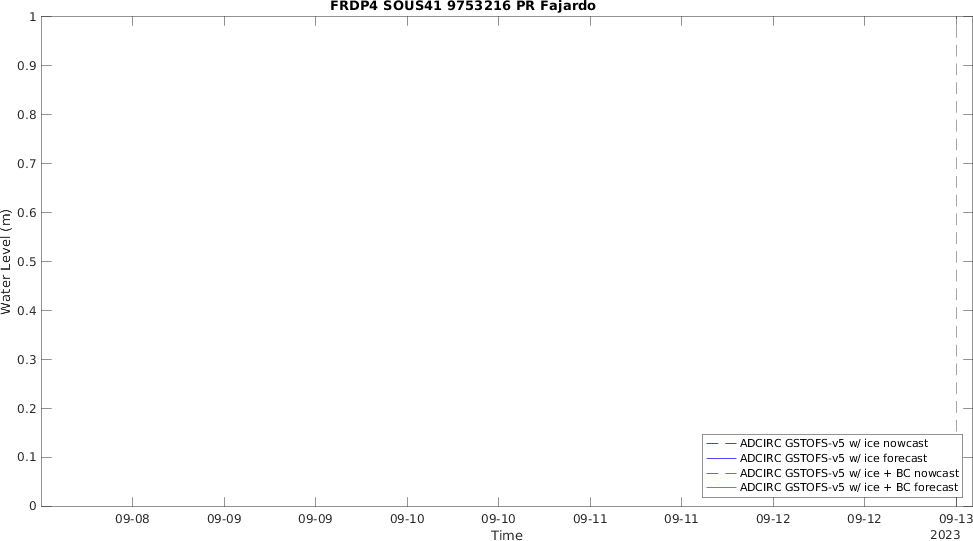 FRDP4 SOUS41 9753216 PR Fajardo
1
0.9
0.8
0.7
0.6
0.5
0.4
0.3
0.2
0.1
0
Water Level (m)
ADCIRC GSTOFS-v5 w/ ice nowcast
ADCIRC GSTOFS-v5 w/ ice forecast
ADCIRC GSTOFS-v5 w/ ice + BC nowcast
ADCIRC GSTOFS-v5 w/ ice + BC forecast
09-08 09-09 09-09 09-10 09-10 09-11 09-11 09-12 09-12 09-13
Time
2023